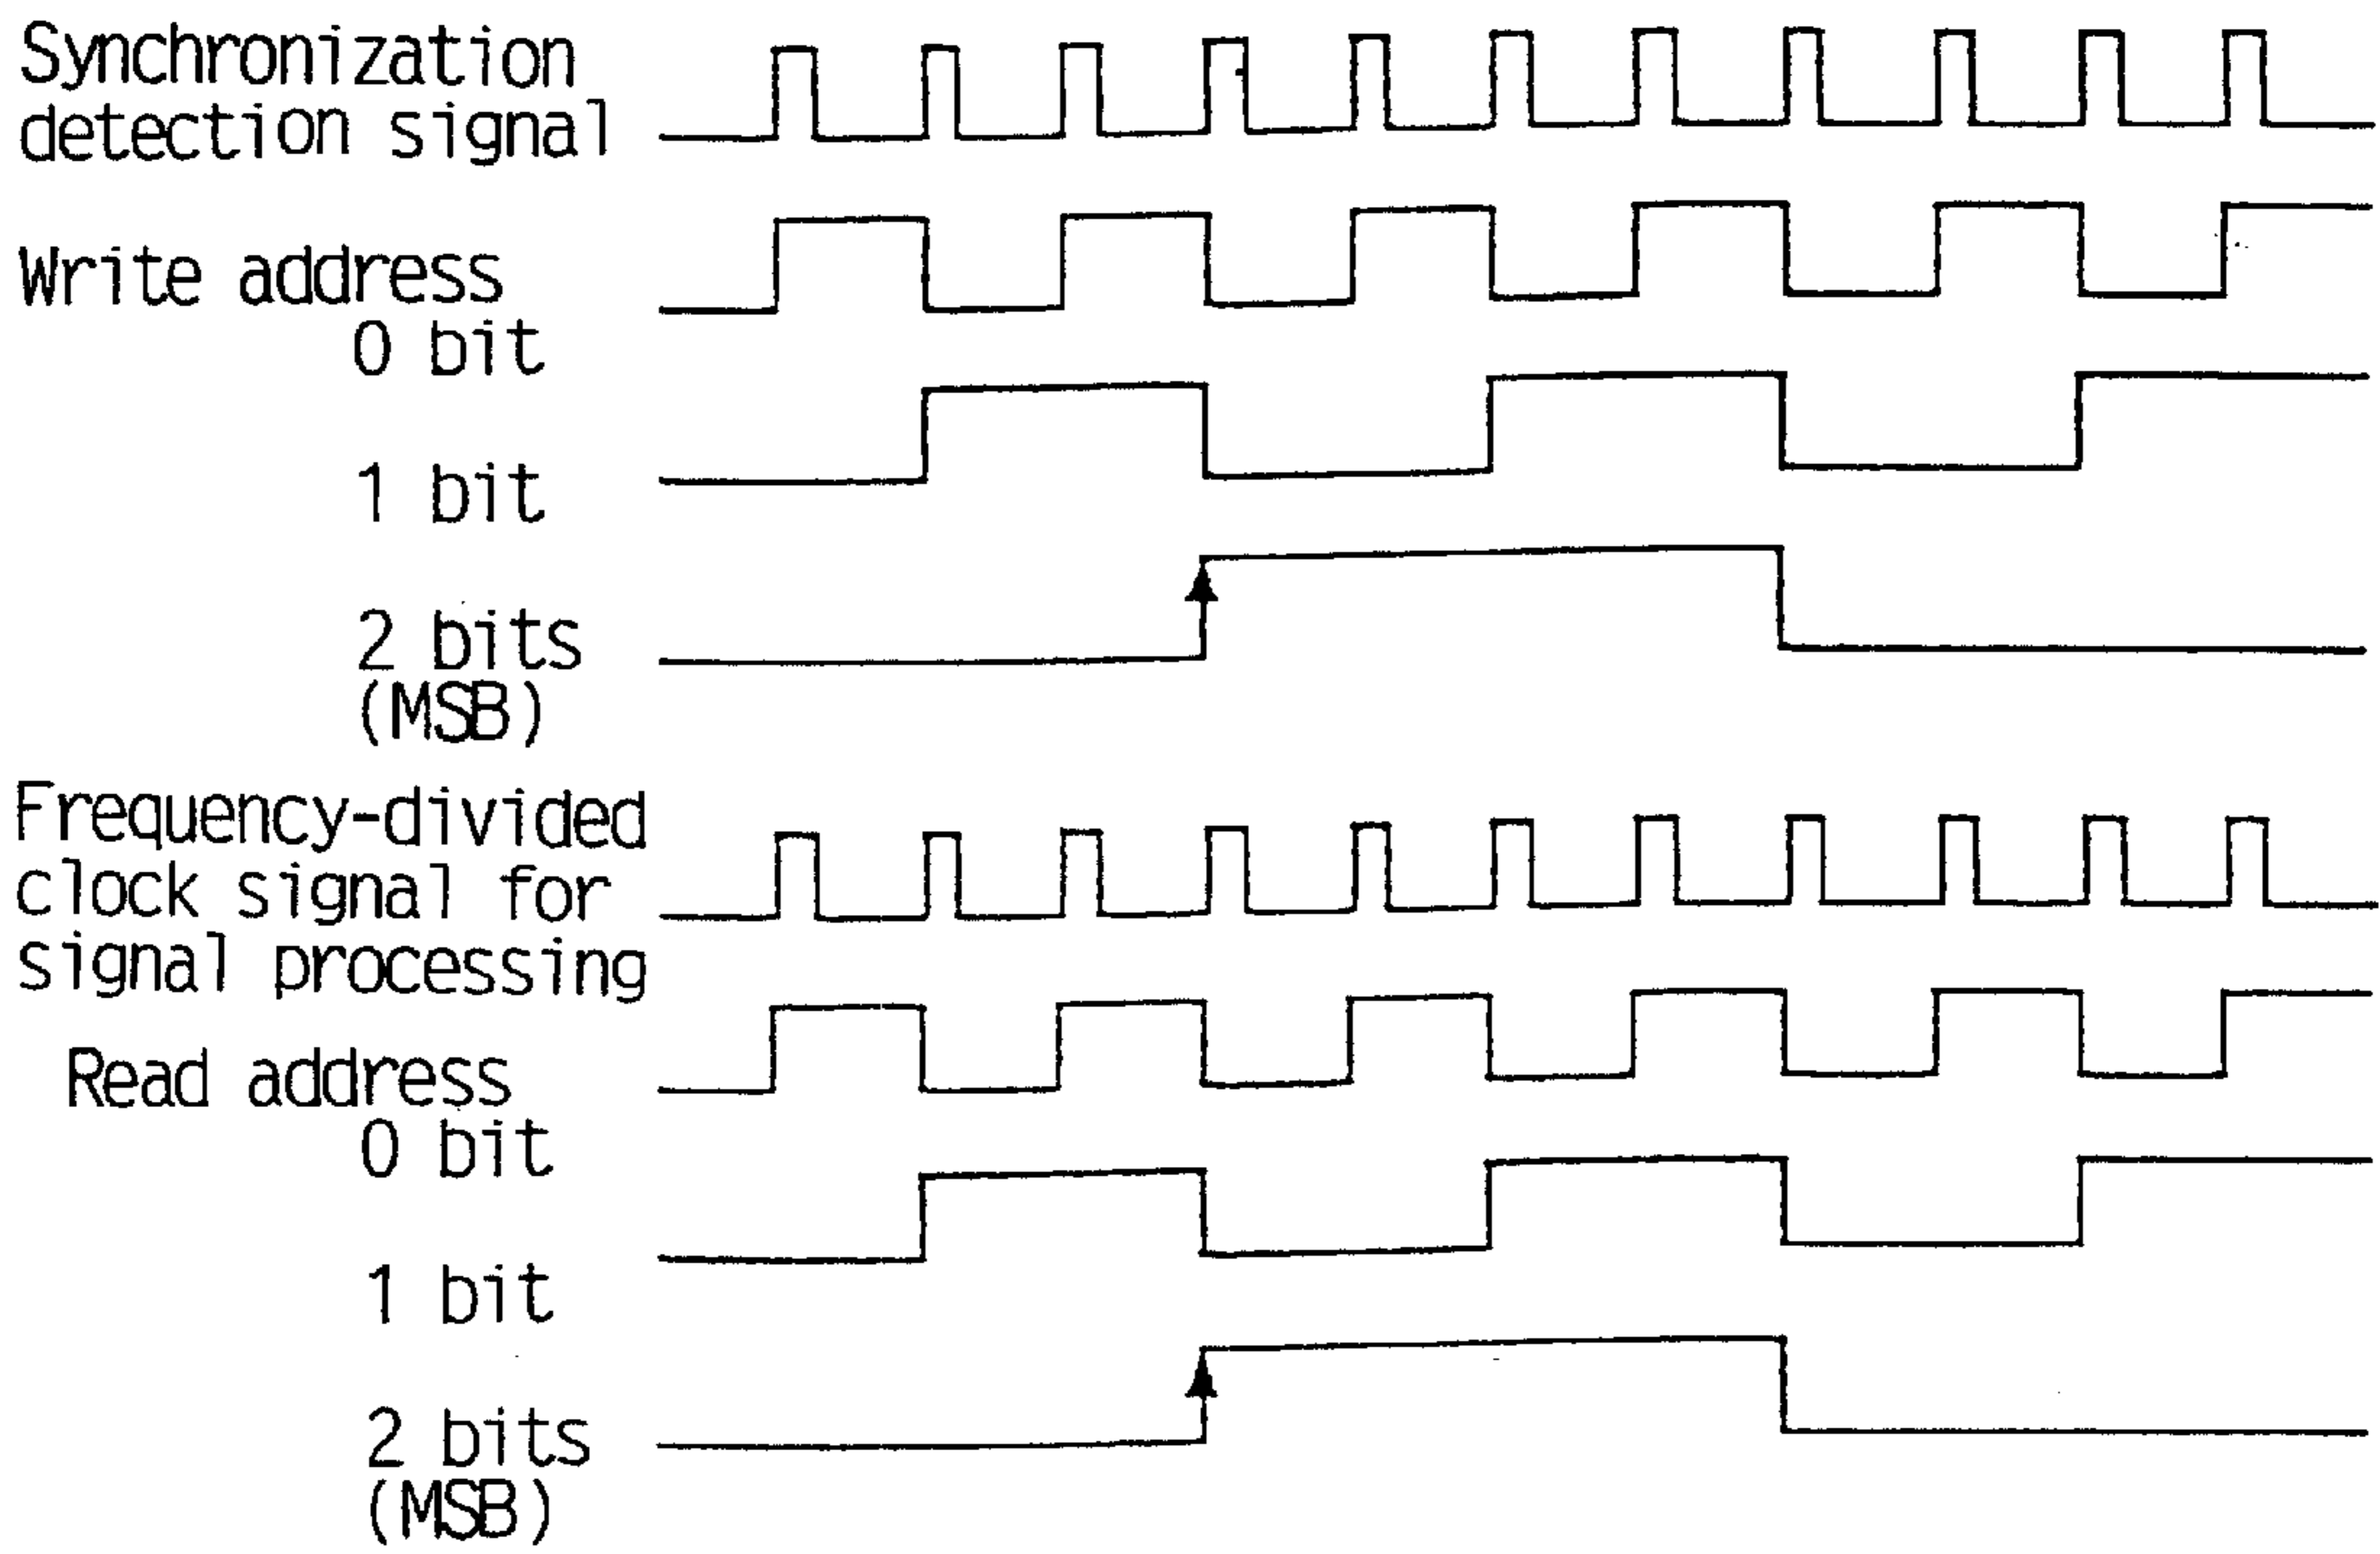 Synchronization
detection signal
Write address
0 bit
1 bit
2 bits
(MSB)
Frequency-divided
clock signal for
signal processing
Read address
0 bit
1 bit
2 bits
(MSB)